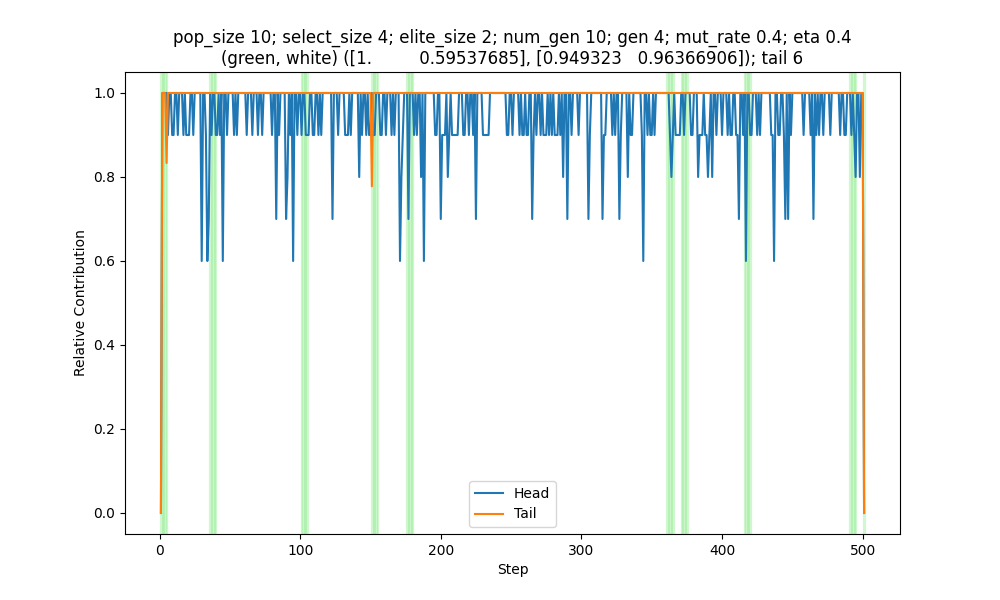 pop_size 10; select_size 4; elite_size 2; num_gen 10; gen 4; mut_rate 0.4; eta 0.4
(green, white) ([1.         0.59537685], [0.949323   0.96366906]); tail 6
1.0
0.8
0.6
0.4
0.2
0.0
Relative Contribution
Head
Tail
0
100
200
300
400
500
Step